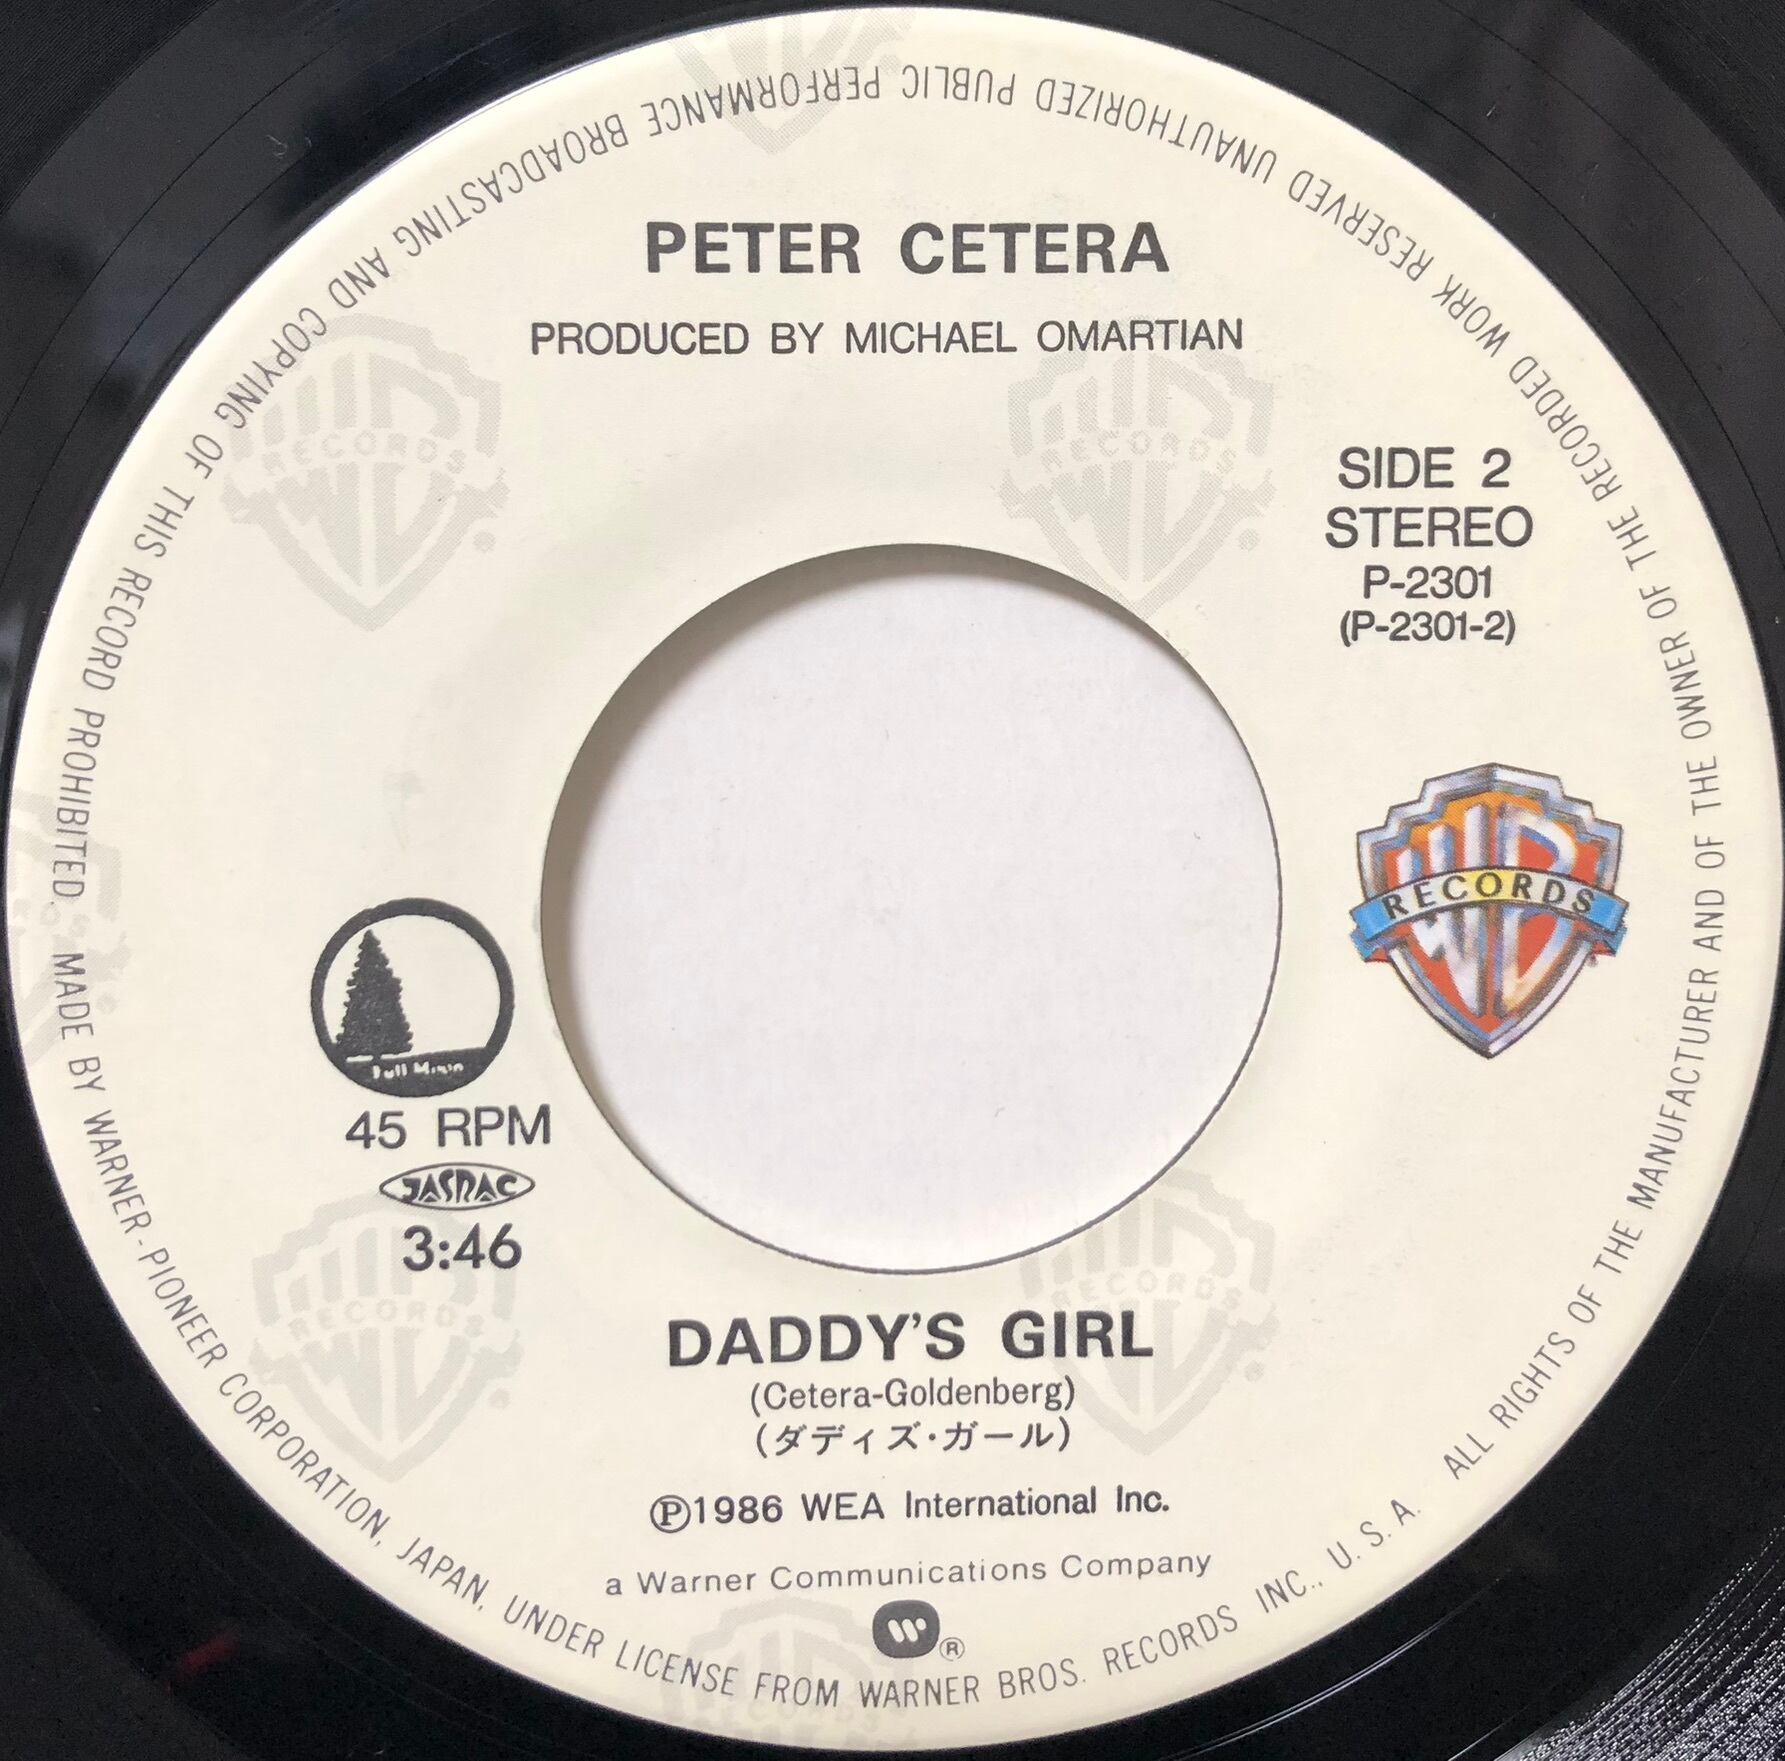 PETER CETERA
PRODUCED BY MICHAEL OMARTIAN
SIDE 2
STEREO
P-2301
(P-2301-2)
RECORDS
Full Moon
45 RPM
JASRAC
3:46
DADDY'S GIRL
(Cetera-Goldenberg)
(ダディズ・ガール)
Ⓟ1986 WEA International Inc.
a Warner Communications Company
®
MADE BY WARNER-PIONEER CORPORATION, JAPAN, UNDER LICENSE FROM WARNER BROS. RECORDS INC., U. S. A.
ALL RIGHTS OF THE MANUFACTURER AND OF THE OWNER OF THE RECORDED WORK RESERVED UNAUTHORIZED PUBLIC PERFORMANCE BROADCASTING AND COPYING OF THIS RECORD PROHIBITED.